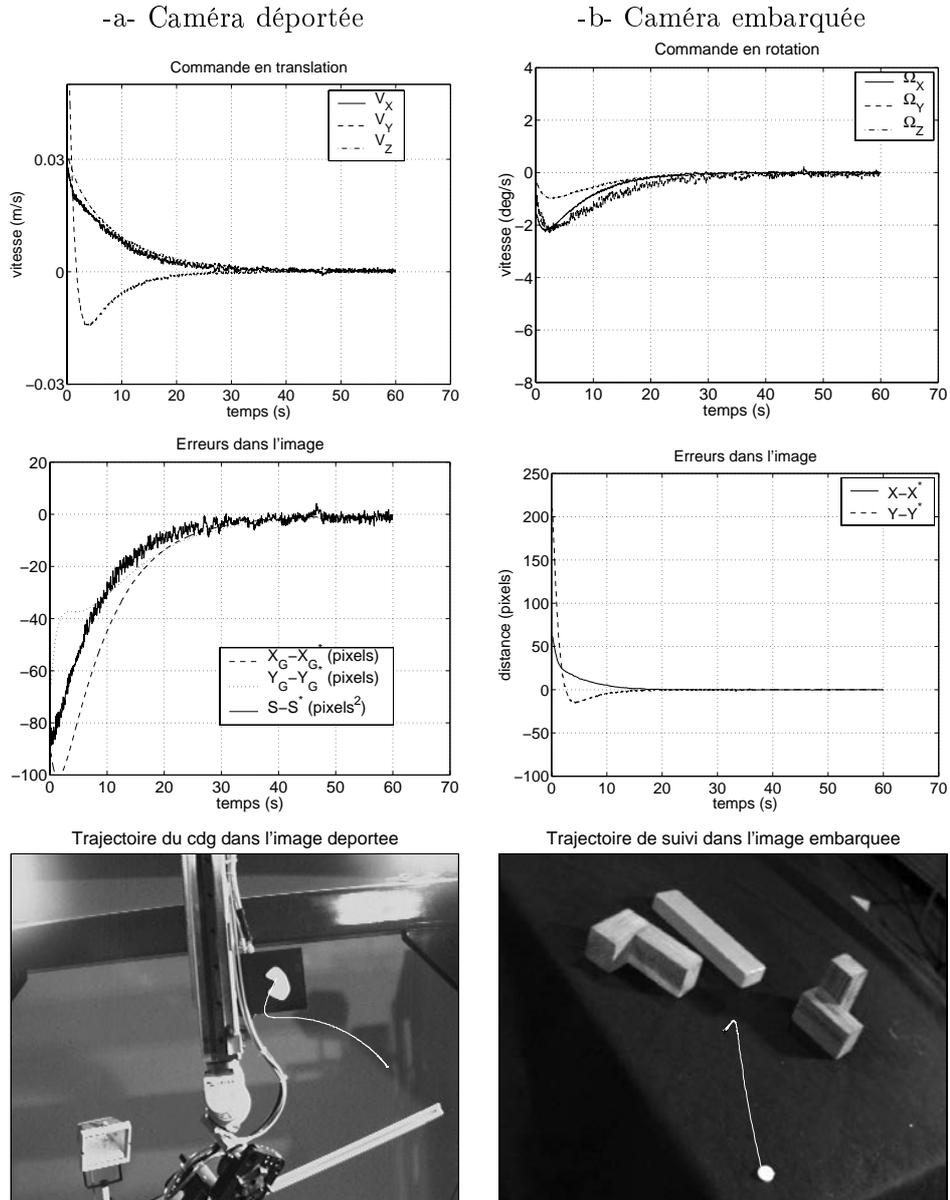 -a- Caméra déportée
-b- Caméra embarquée
Commande en translation
V_X
V_Y
V_Z
0.03
0
−0.03
vitesse (m/s)
0 10 20 30 40 50 60 70
temps (s)
Commande en rotation
Ω_X
Ω_Y
Ω_Z
4
2
0
−2
−4
−6
−8
vitesse (deg/s)
0 10 20 30 40 50 60 70
temps (s)
Erreurs dans l'image
20
0
−20
−40
−60
−80
−100
X_G−X_G* (pixels)
Y_G−Y_G* (pixels)
S−S* (pixels²)
0 10 20 30 40 50 60 70
temps (s)
Erreurs dans l'image
X−X*
Y−Y*
250
200
150
100
50
0
−50
−100
distance (pixels)
0 10 20 30 40 50 60 70
temps (s)
Trajectoire du cdg dans l'image deportee
Trajectoire de suivi dans l'image embarquee